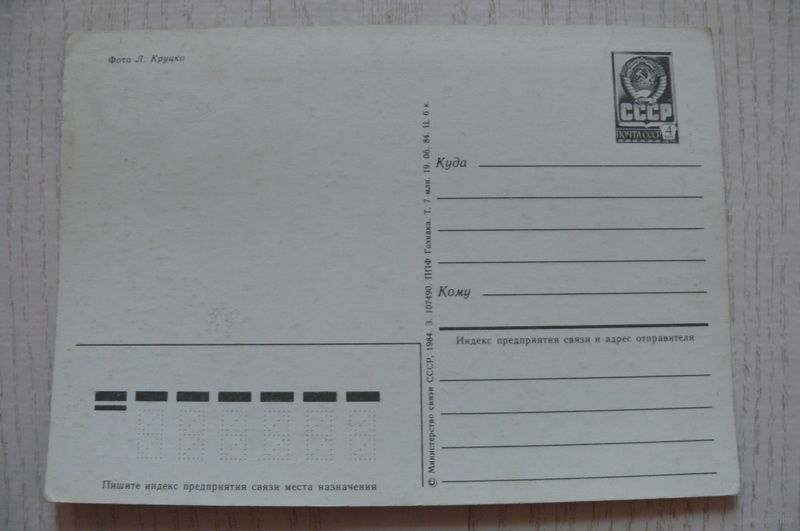 Фото Л. Круцко
СССР
ПОЧТА СССР 4
Куда
Кому
Индекс предприятия связи и адрес отправителя
© Министерство связи СССР, 1984. З. 107490. ППФ Гознака. Т. 7 млн. 19. 06. 84. Ц. 6 к.
Пишите индекс предприятия связи места назначения